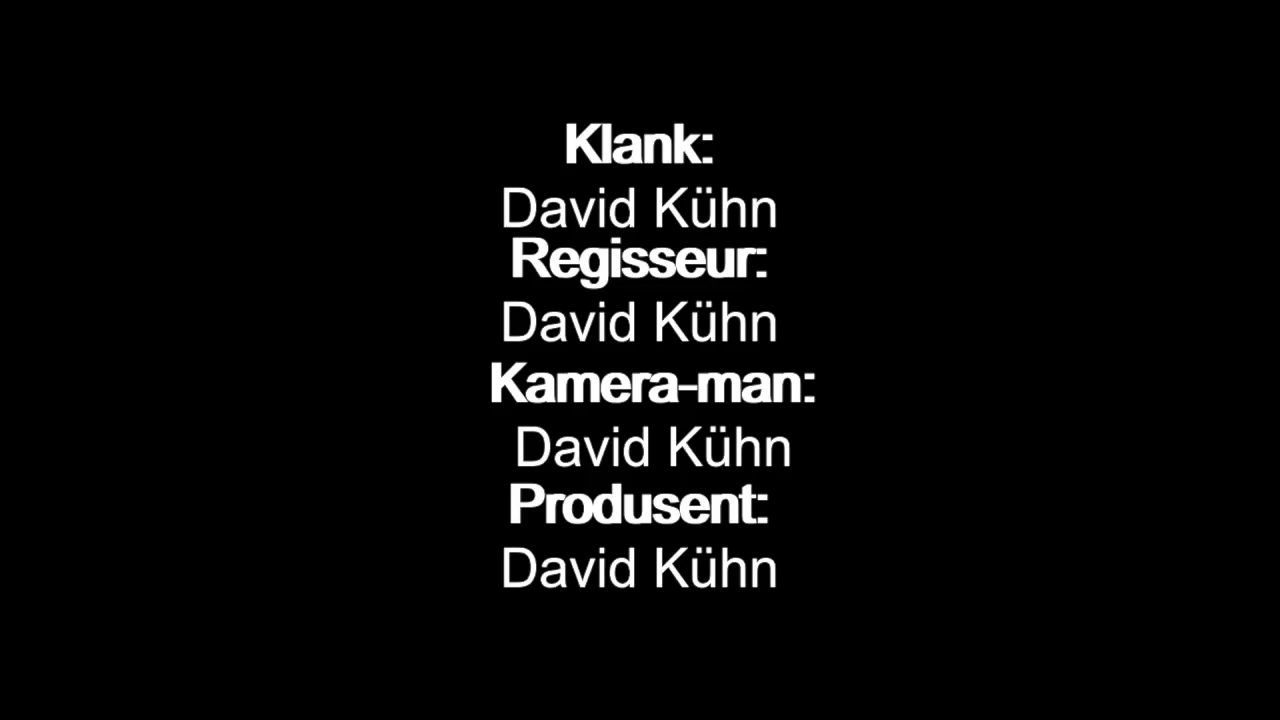 Klank:
David Kühn
Regisseur:
David Kühn
Kamera-man:
David Kühn
Produsent:
David Kühn